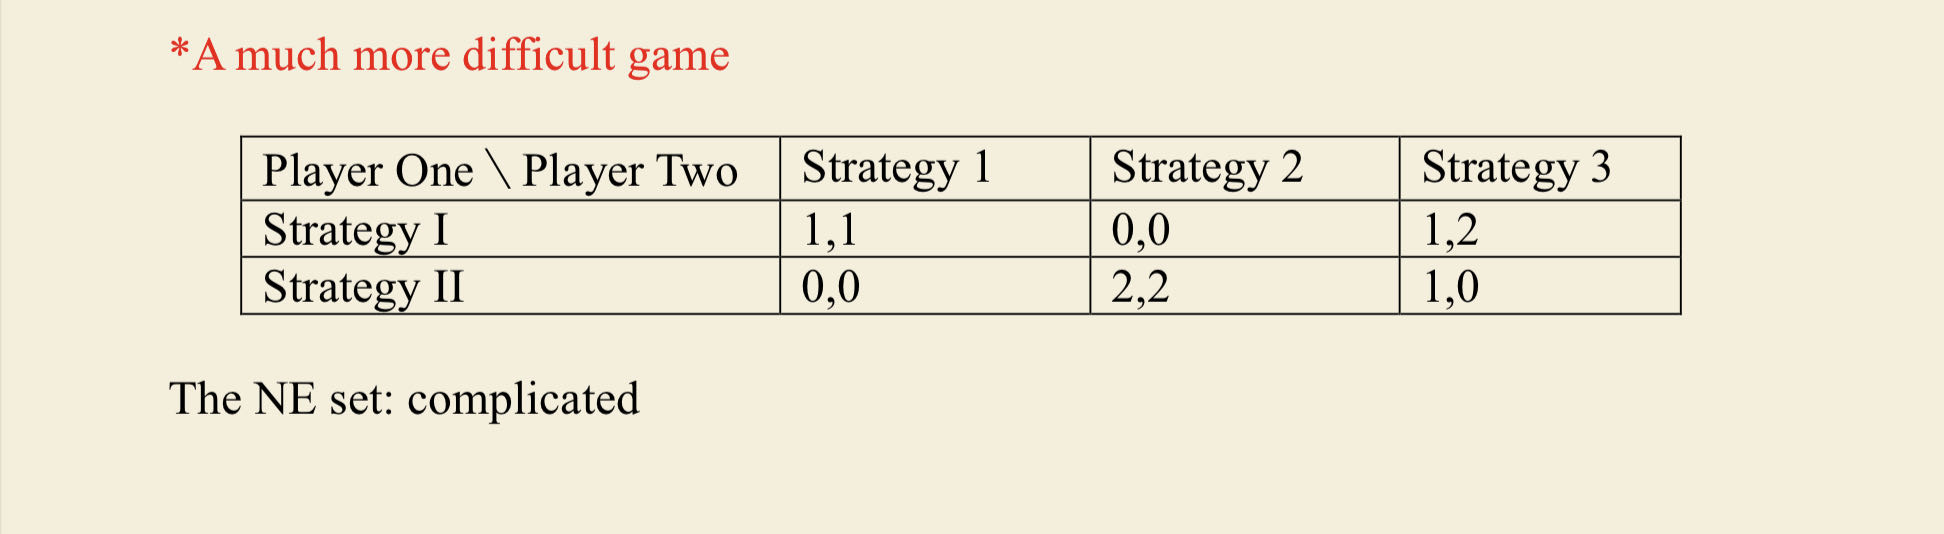 *A much more difficult game
Player One \ Player Two Strategy 1 Strategy 2 Strategy 3
Strategy I 1,1 0,0 1,2
Strategy II 0,0 2,2 1,0
The NE set: complicated